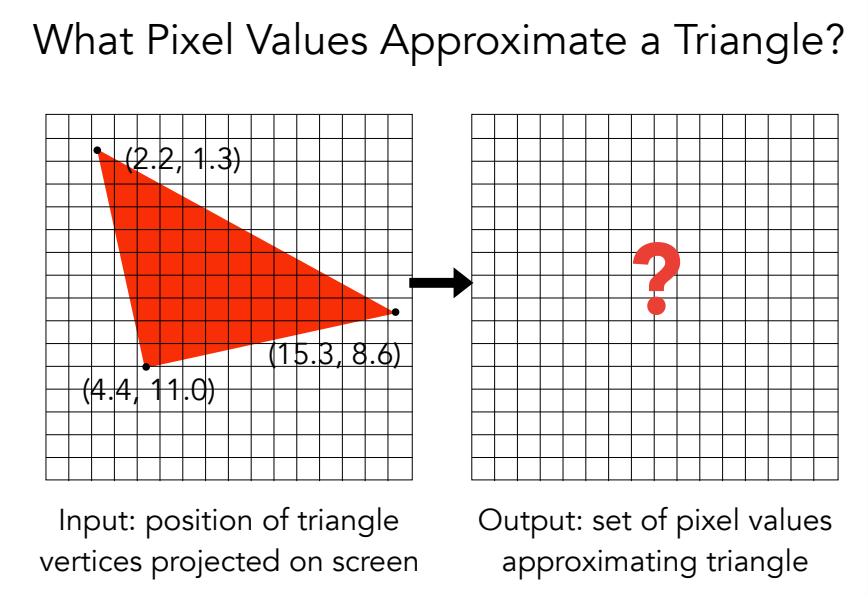 What Pixel Values Approximate a Triangle?
(2.2, 1.3)
(15.3, 8.6)
(4.4, 11.0)
?
Input: position of triangle
vertices projected on screen
Output: set of pixel values
approximating triangle